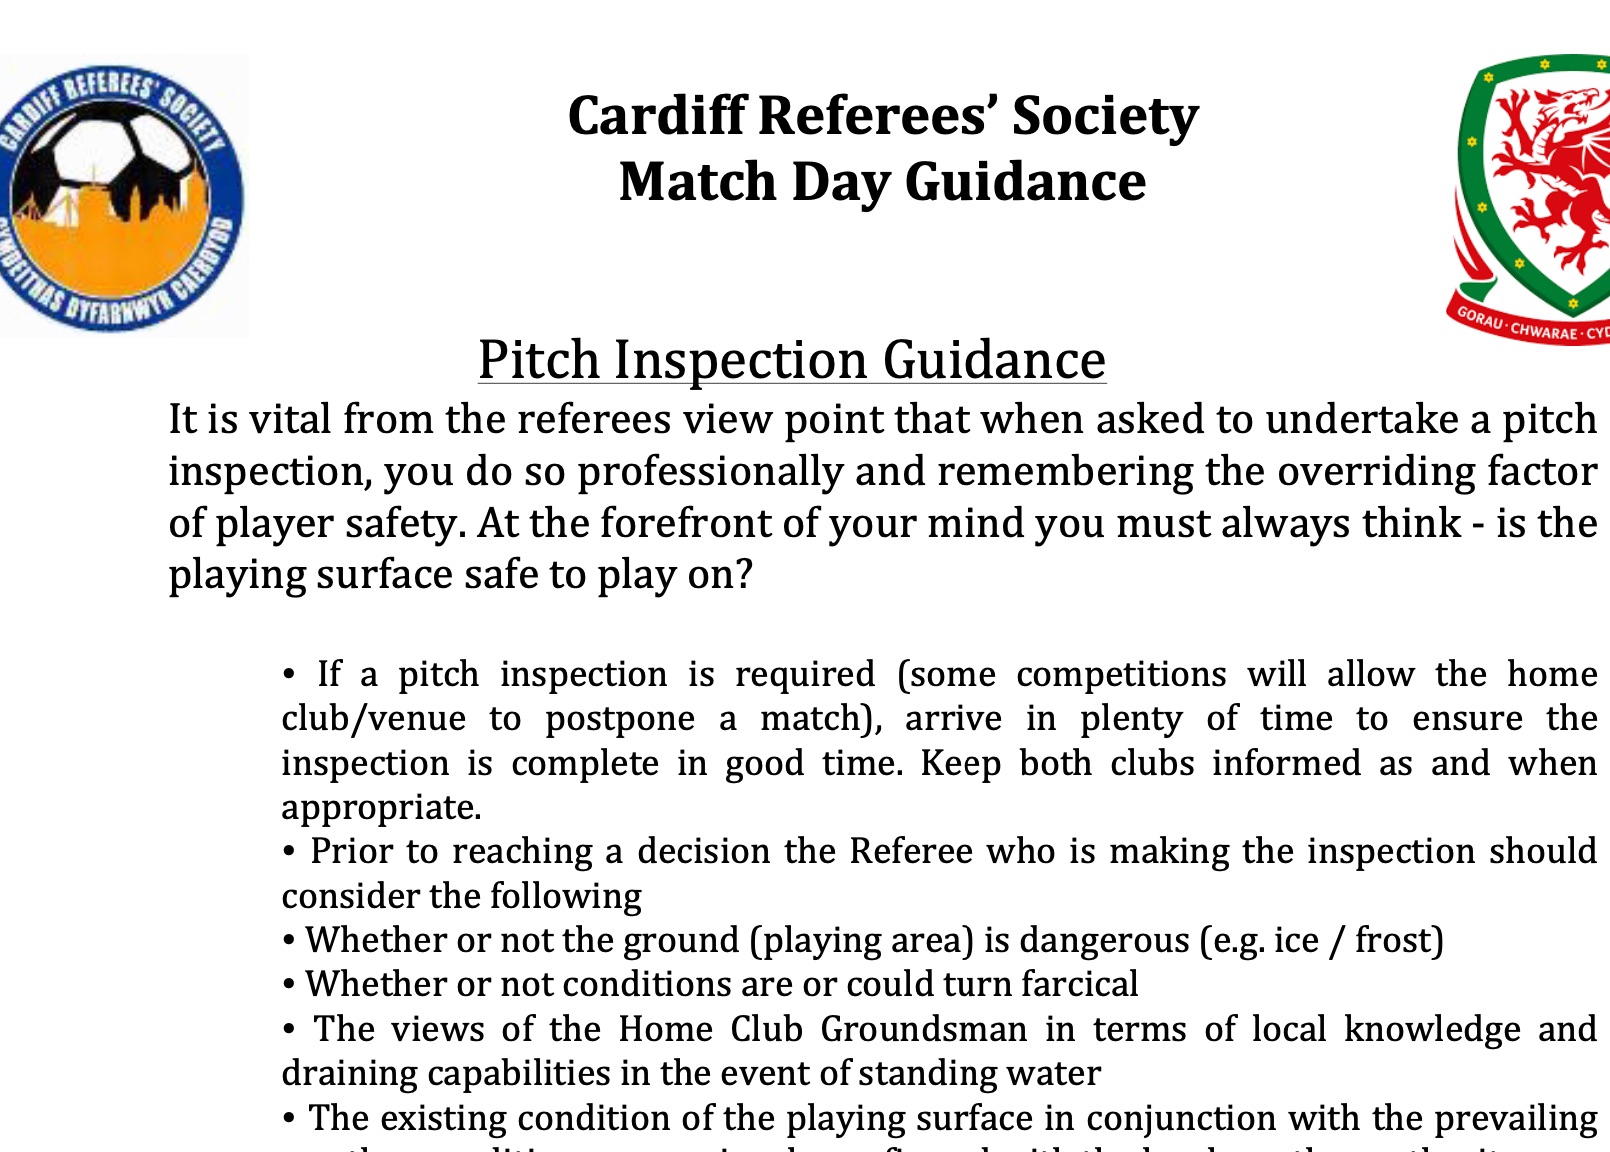 CARDIFF REFEREES' SOCIETY
CYMDEITHAS DYFARNWYR CAERDYDD
Cardiff Referees’ Society
Match Day Guidance
GORAU · CHWARAE ·
Pitch Inspection Guidance
It is vital from the referees view point that when asked to undertake a pitch
inspection, you do so professionally and remembering the overriding factor
of player safety. At the forefront of your mind you must always think - is the
playing surface safe to play on?
• If a pitch inspection is required (some competitions will allow the home
club/venue to postpone a match), arrive in plenty of time to ensure the
inspection is complete in good time. Keep both clubs informed as and when
appropriate.
• Prior to reaching a decision the Referee who is making the inspection should
consider the following
• Whether or not the ground (playing area) is dangerous (e.g. ice / frost)
• Whether or not conditions are or could turn farcical
• The views of the Home Club Groundsman in terms of local knowledge and
draining capabilities in the event of standing water
• The existing condition of the playing surface in conjunction with the prevailing